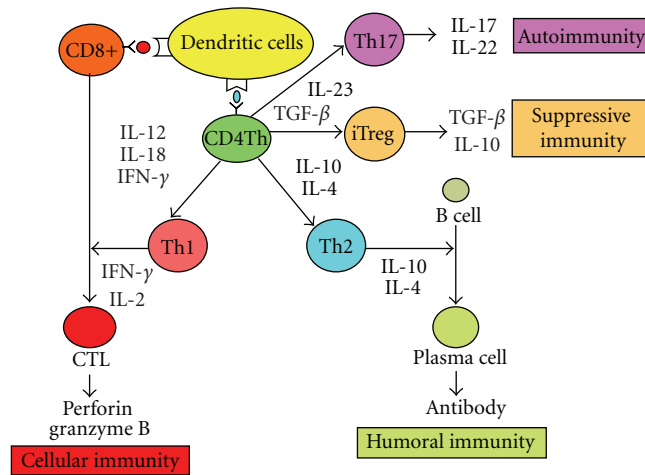 CD8+
Dendritic cells
Th17
IL-17
IL-22
Autoimmunity
IL-23
TGF-β
CD4Th
iTreg
TGF-β
IL-10
Suppressive
immunity
IL-12
IL-18
IFN-γ
IL-10
IL-4
B cell
Th1
Th2
IFN-γ
IL-2
IL-10
IL-4
CTL
Plasma cell
Perforin
granzyme B
Antibody
Cellular immunity
Humoral immunity